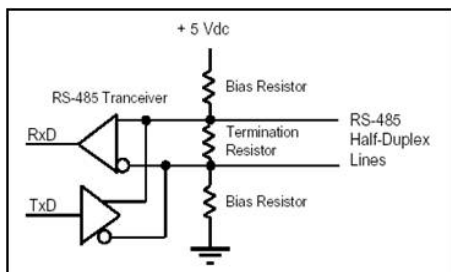 + 5 Vdc
Bias Resistor
RS-485 Tranceiver
RxD
Termination
Resistor
RS-485
Half-Duplex
Lines
TxD
Bias Resistor